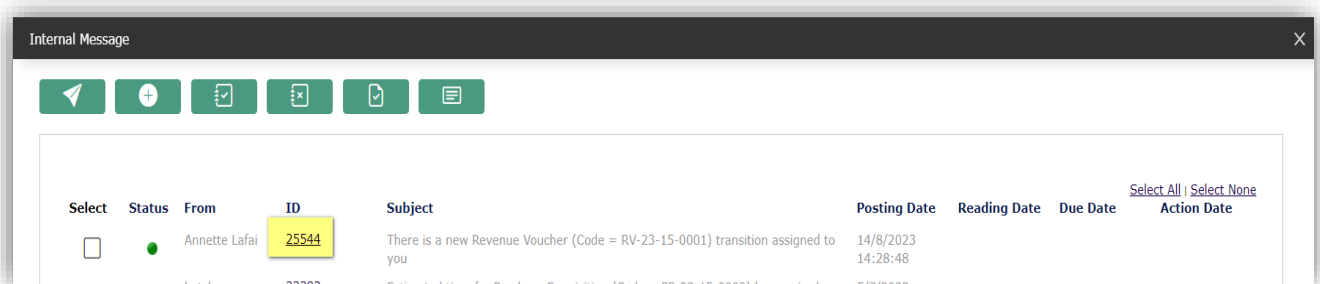 Internal Message
X
Select All | Select None
Select Status From ID Subject Posting Date Reading Date Due Date Action Date
Annette Lafai 25544 There is a new Revenue Voucher (Code = RV-23-15-0001) transition assigned to 14/8/2023
you 14:28:48